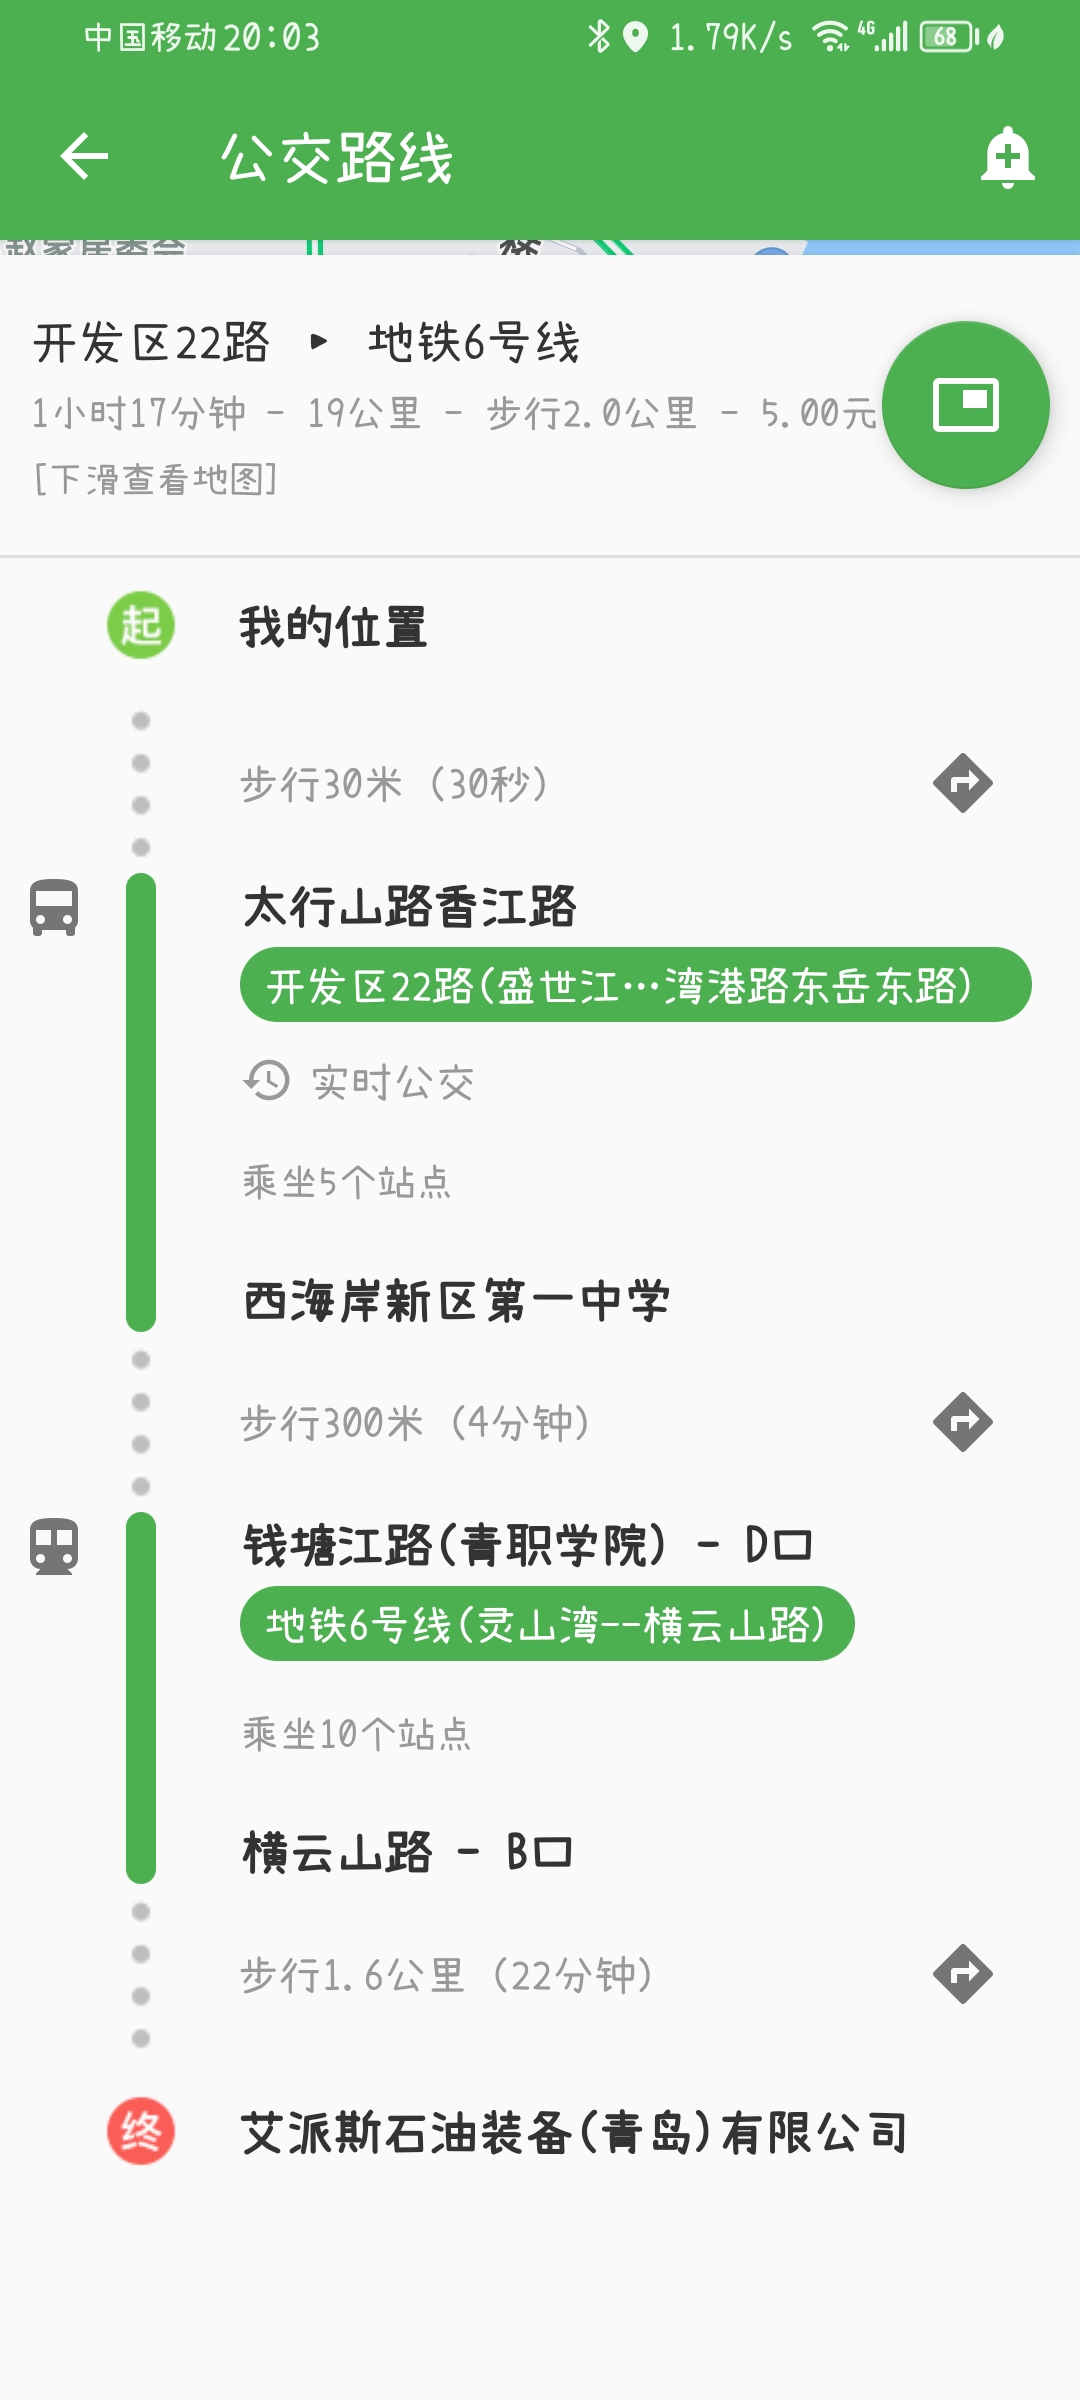 中国移动 20:03
1.79K/s 4G 68
公交路线
开发区22路 ▸ 地铁6号线
1小时17分钟 - 19公里 - 步行2.0公里 - 5.00元
[下滑查看地图]
起 我的位置
步行30米 (30秒)
太行山路香江路
开发区22路(盛世江…湾港路东岳东路)
实时公交
乘坐5个站点
西海岸新区第一中学
步行300米 (4分钟)
钱塘江路(青职学院) - D口
地铁6号线(灵山湾--横云山路)
乘坐10个站点
横云山路 - B口
步行1.6公里 (22分钟)
终 艾派斯石油装备(青岛)有限公司